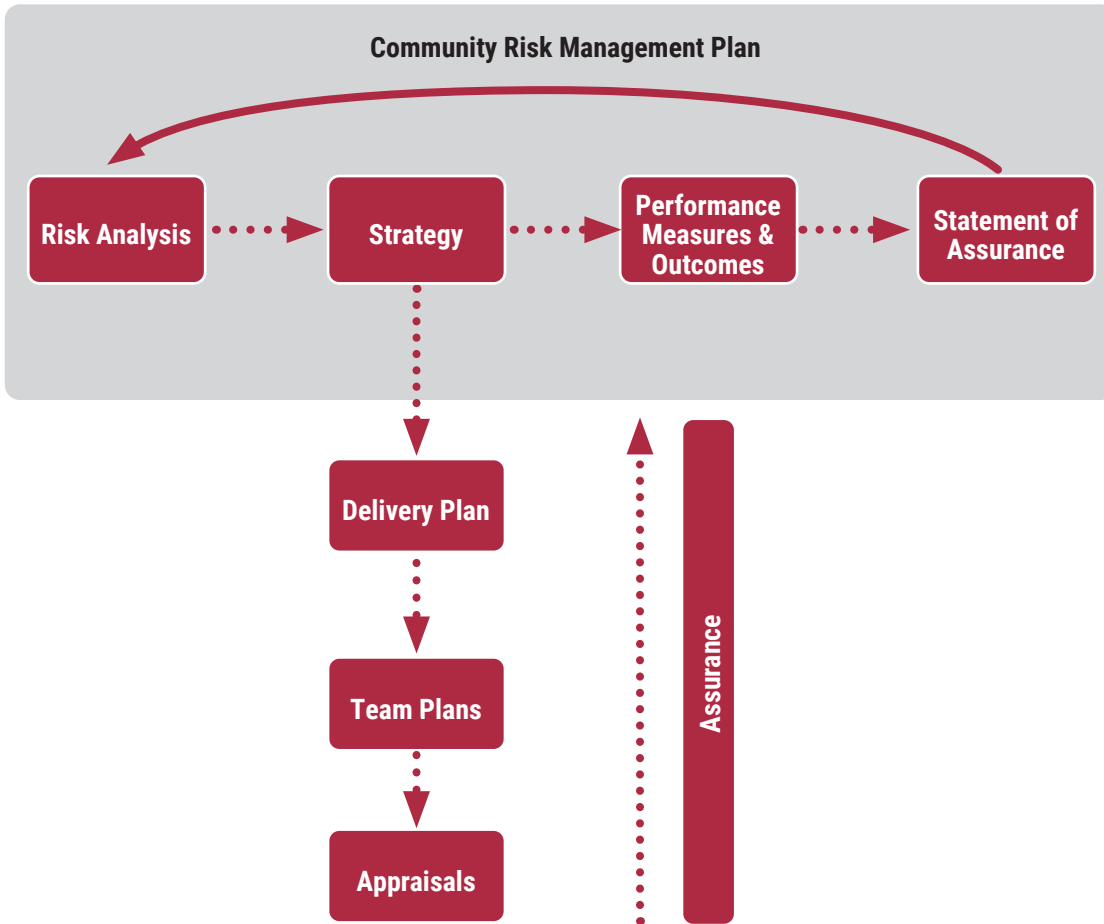 Community Risk Management Plan
Risk Analysis
Strategy
Performance
Measures &
Outcomes
Statement of
Assurance
Delivery Plan
Team Plans
Appraisals
Assurance